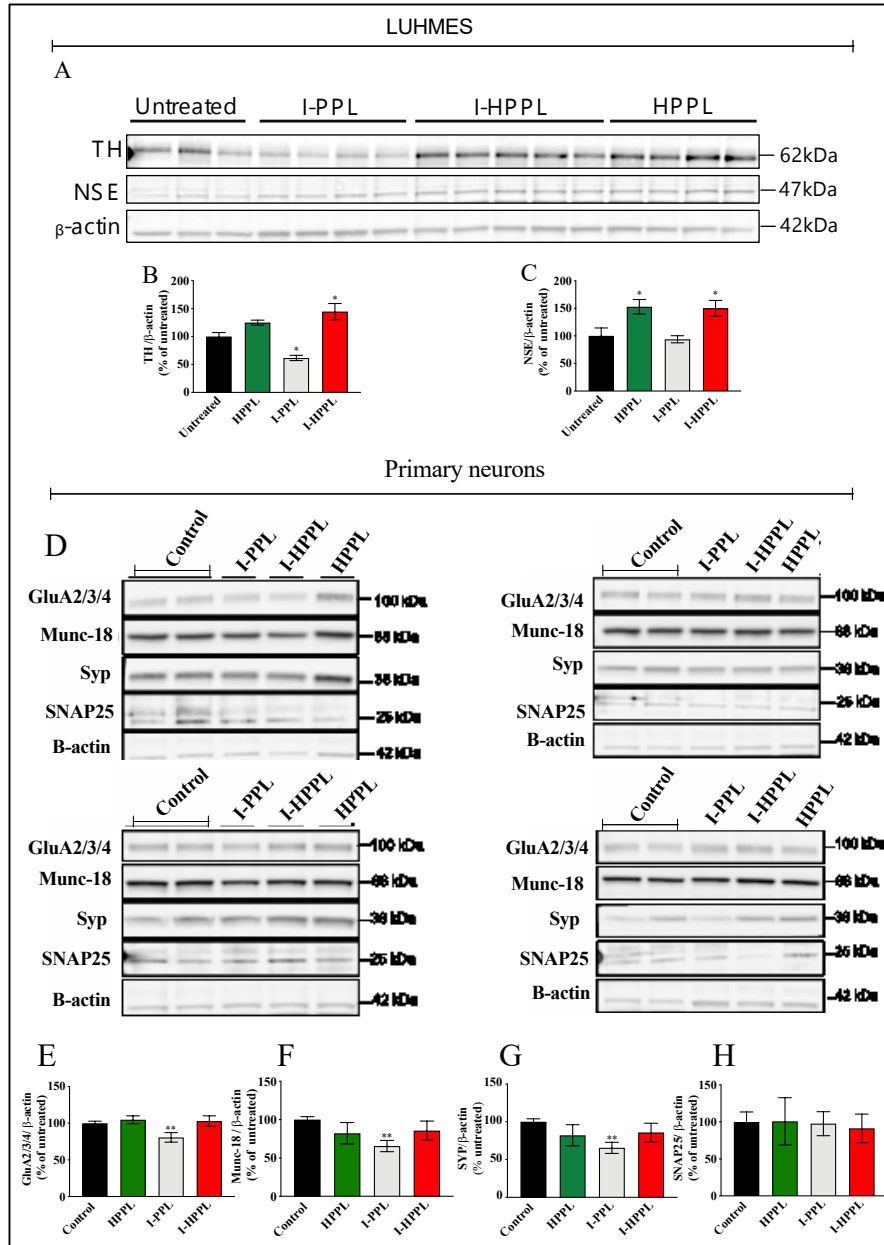 LUHMES
A
Untreated I-PPL I-HPPL HPPL
TH 62kDa
NSE 47kDa
β-actin 42kDa
B
TH/β-actin
(% of untreated)
150
100
50
0
200
* *
Untreated HPPL I-PPL I-HPPL
C
NSE/β-actin
(% of untreated)
200
150
100
50
0
* *
Untreated HPPL I-PPL I-HPPL
Primary neurons
D
Control I-PPL I-HPPL HPPL
GluA2/3/4 100 kDa
Munc-18 kDa
Syp kDa
SNAP25 25 kDa
B-actin 42 kDa
Control I-PPL I-HPPL HPPL
GluA2/3/4 100 kDa
Munc-18 kDa
Syp kDa
SNAP25 25 kDa
B-actin 42 kDa
Control I-PPL I-HPPL HPPL
GluA2/3/4 100 kDa
Munc-18 kDa
Syp kDa
SNAP25 25 kDa
B-actin 42 kDa
Control I-PPL I-HPPL HPPL
GluA2/3/4 100 kDa
Munc-18 kDa
Syp kDa
SNAP25 25 kDa
B-actin 42 kDa
E
GluA2/3/4/ β-actin
(% of untreated)
150
100
50
0
**
Control HPPL I-PPL I-HPPL
F
Munc-18 / β-actin
(% of untreated)
150
100
50
0
**
Control HPPL I-PPL I-HPPL
G
SYP/β-actin
(% untreated)
150
100
50
0
**
Control HPPL I-PPL I-HPPL
H
SNAP25/ β-actin
(% of untreated)
150
100
50
0
Control HPPL I-PPL I-HPPL